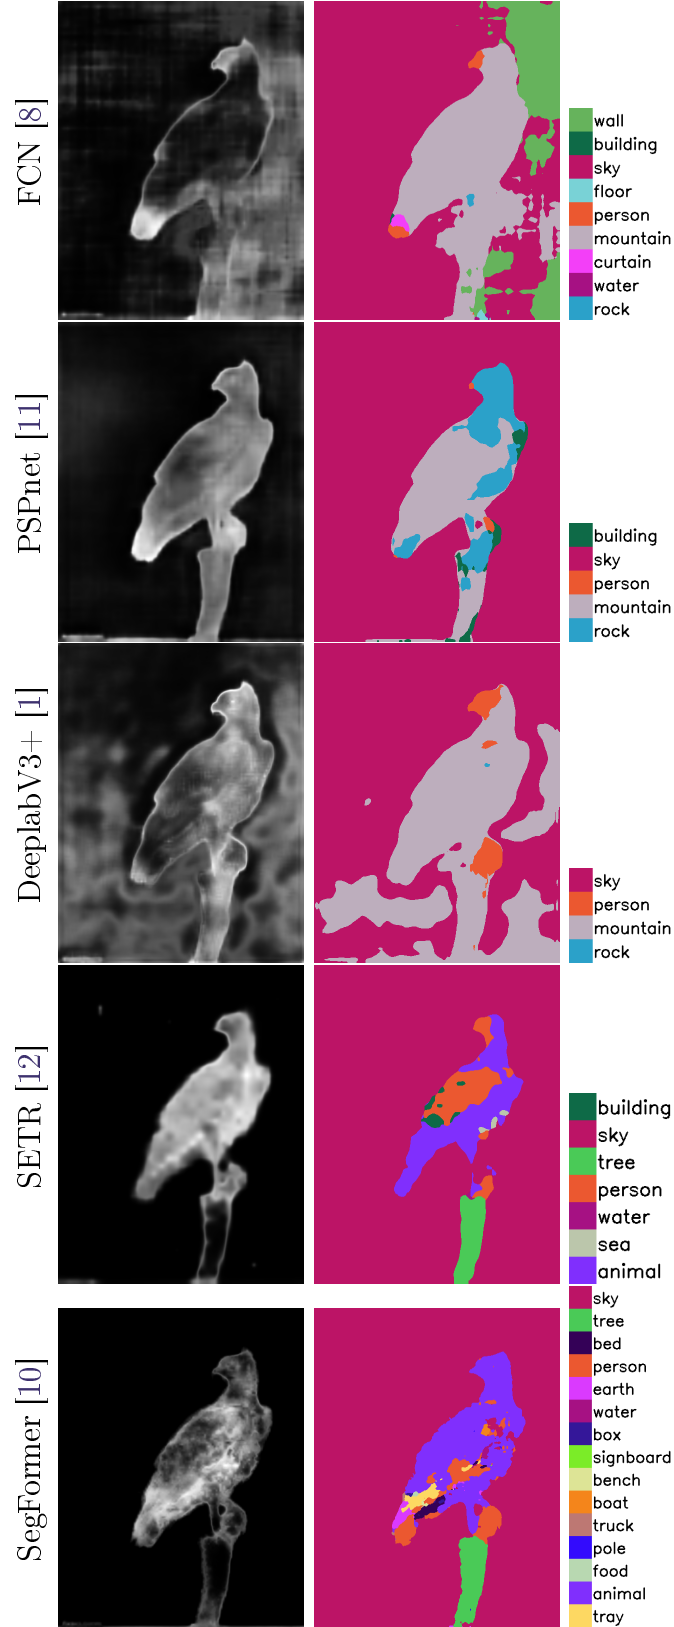 FCN [8]
wall
building
sky
floor
person
mountain
curtain
water
rock
PSPnet [11]
building
sky
person
mountain
rock
DeeplabV3+ [1]
sky
person
mountain
rock
SETR [12]
building
sky
tree
person
water
sea
animal
SegFormer [10]
sky
tree
bed
person
earth
water
box
signboard
bench
boat
truck
pole
food
animal
tray